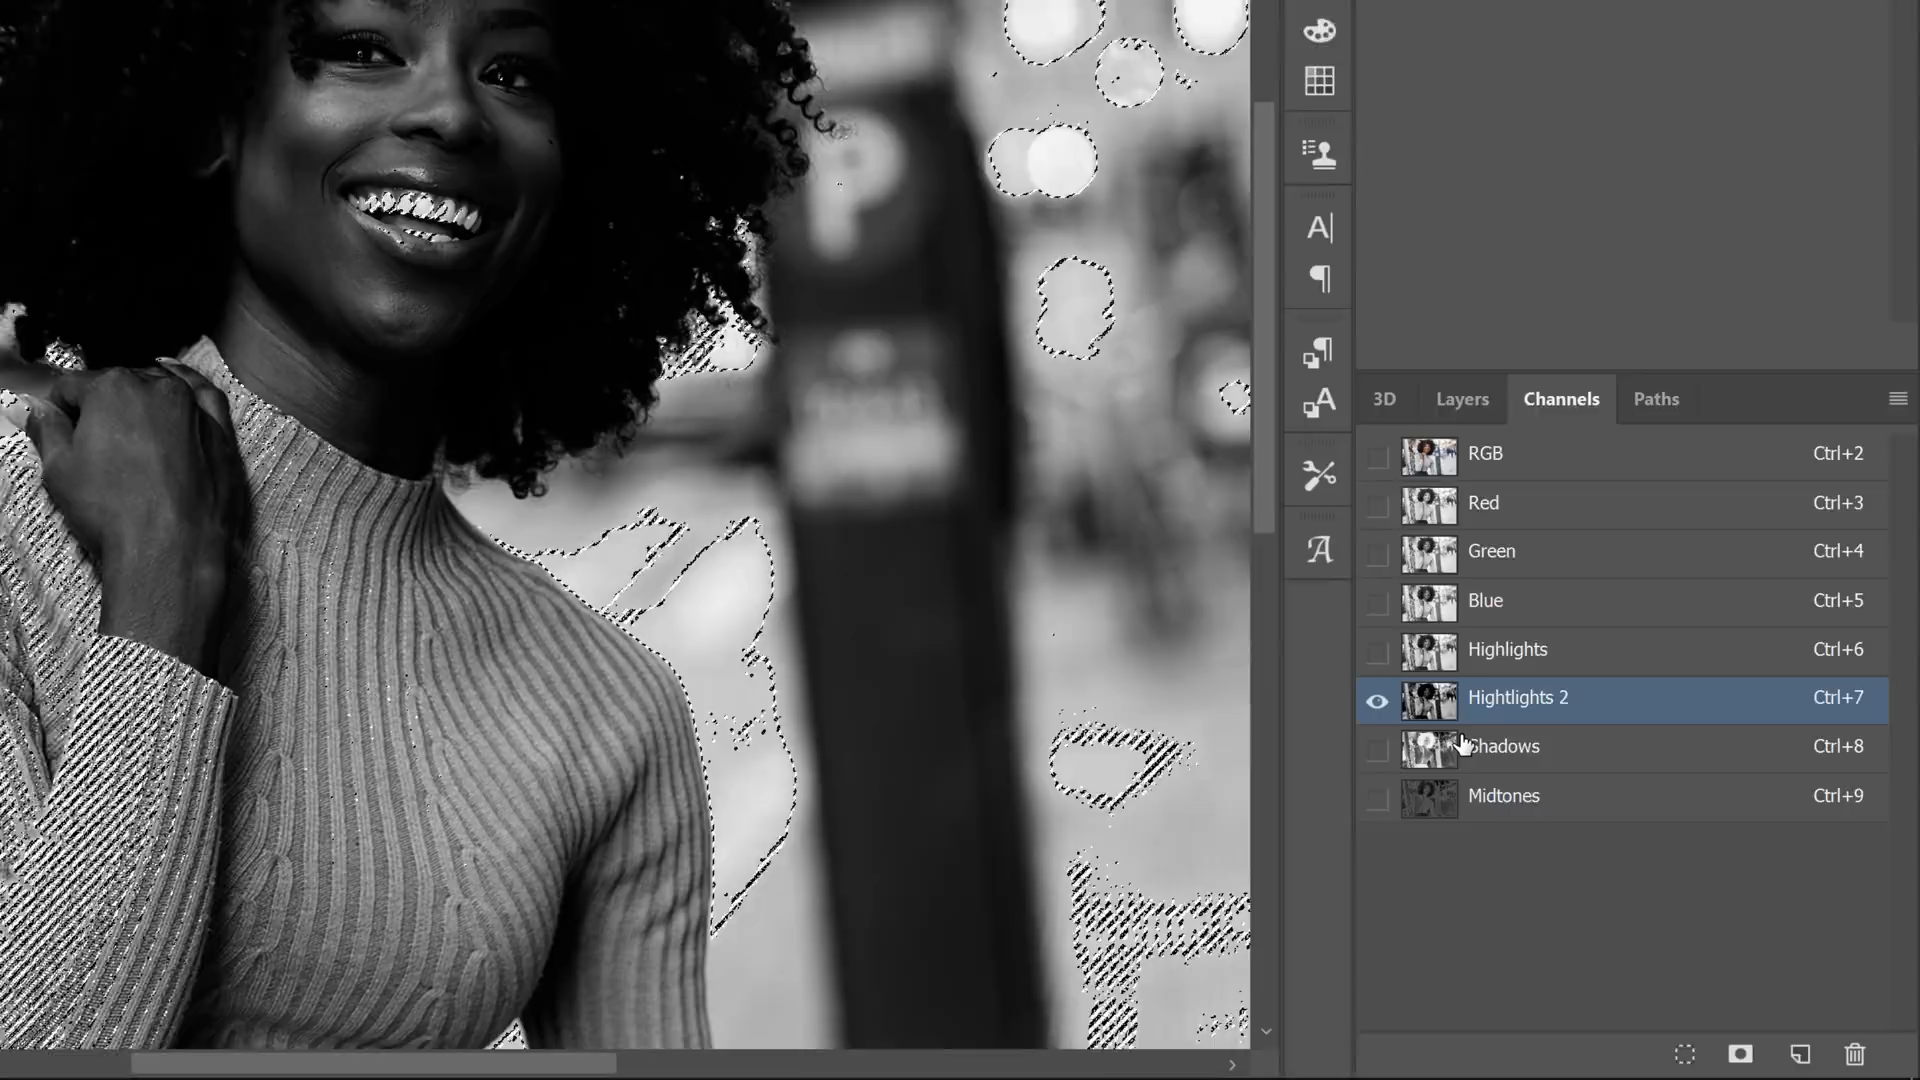 P
3D Layers Channels Paths
RGB Ctrl+2
Red Ctrl+3
Green Ctrl+4
Blue Ctrl+5
Highlights Ctrl+6
Hightlights 2 Ctrl+7
Shadows Ctrl+8
Midtones Ctrl+9